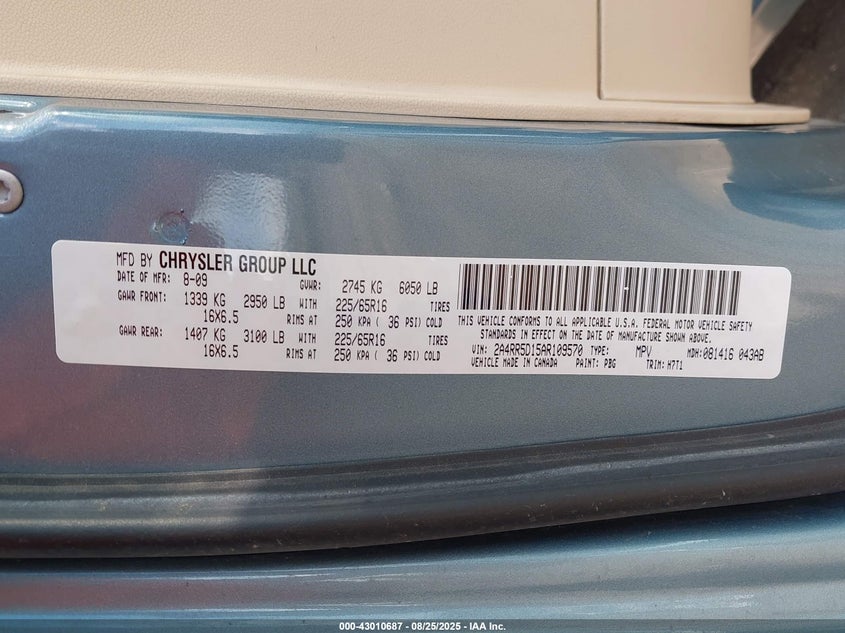 MFD BY CHRYSLER GROUP LLC
DATE OF MFR: 8-09 GVWR: 2745 KG 6050 LB
GAWR FRONT: 1339 KG 2950 LB WITH 225/65R16 TIRES
16X6.5 RIMS AT 250 KPA ( 36 PSI) COLD
GAWR REAR: 1407 KG 3100 LB WITH 225/65R16 TIRES
16X6.5 RIMS AT 250 KPA ( 36 PSI) COLD
THIS VEHICLE CONFORMS TO ALL APPLICABLE U.S.A. FEDERAL MOTOR VEHICLE SAFETY
STANDARDS IN EFFECT ON THE DATE OF MANUFACTURE SHOWN ABOVE.
VIN: 2A4RR5D15AR109570 TYPE: MPV MDH: 081416 043AB
VEHICLE MADE IN CANADA PAINT: PBG TRIM: H7T1
000-43010687 - 08/25/2025 - IAA Inc.